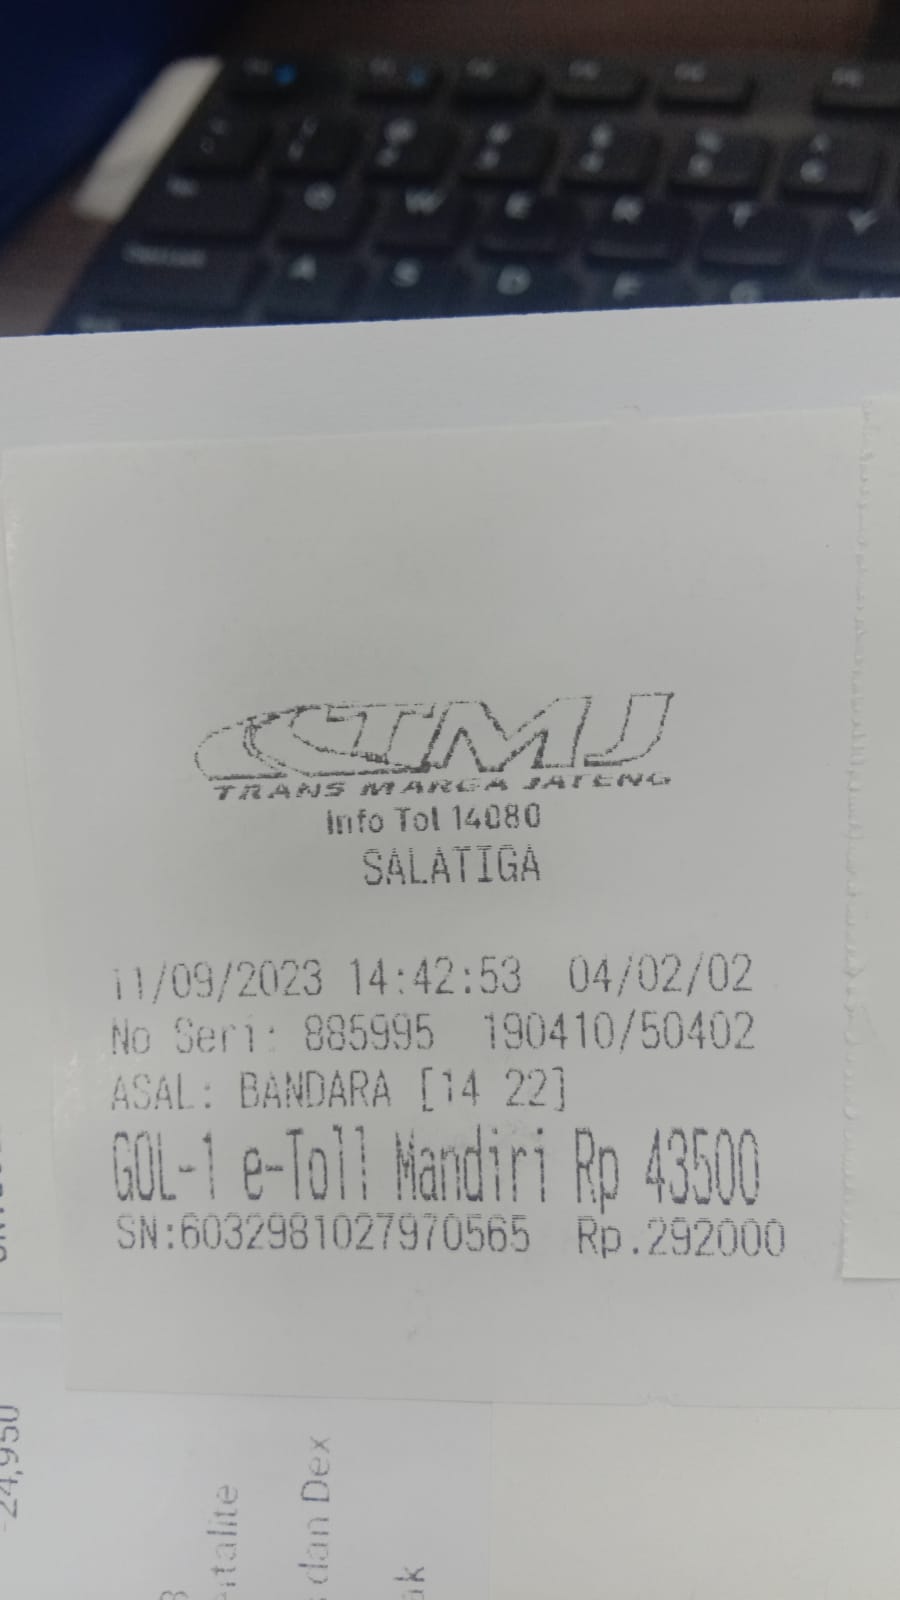 TMJ
TRANS MARGA JATENG
Info Tol 14080
SALATIGA
11/09/2023 14:42:53 04/02/02
No Seri: 885995 190410/50402
ASAL: BANDARA [14 22]
GOL-1 e-Toll Mandiri Rp 43500
SN:6032981027970565 Rp.292000
24,950
dan Dex
W E R T Y
A S D F G